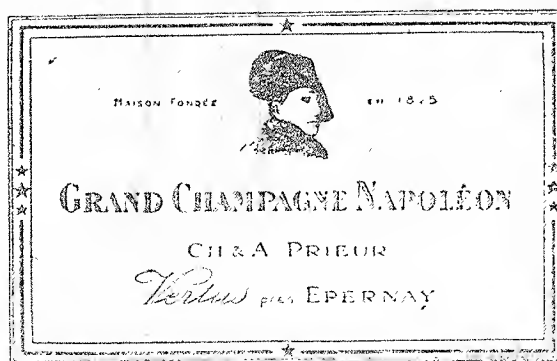 MAISON FONDÉE EN 1825
GRAND CHAMPAGNE NAPOLÉON
CH & A PRIEUR
Vertus près EPERNAY